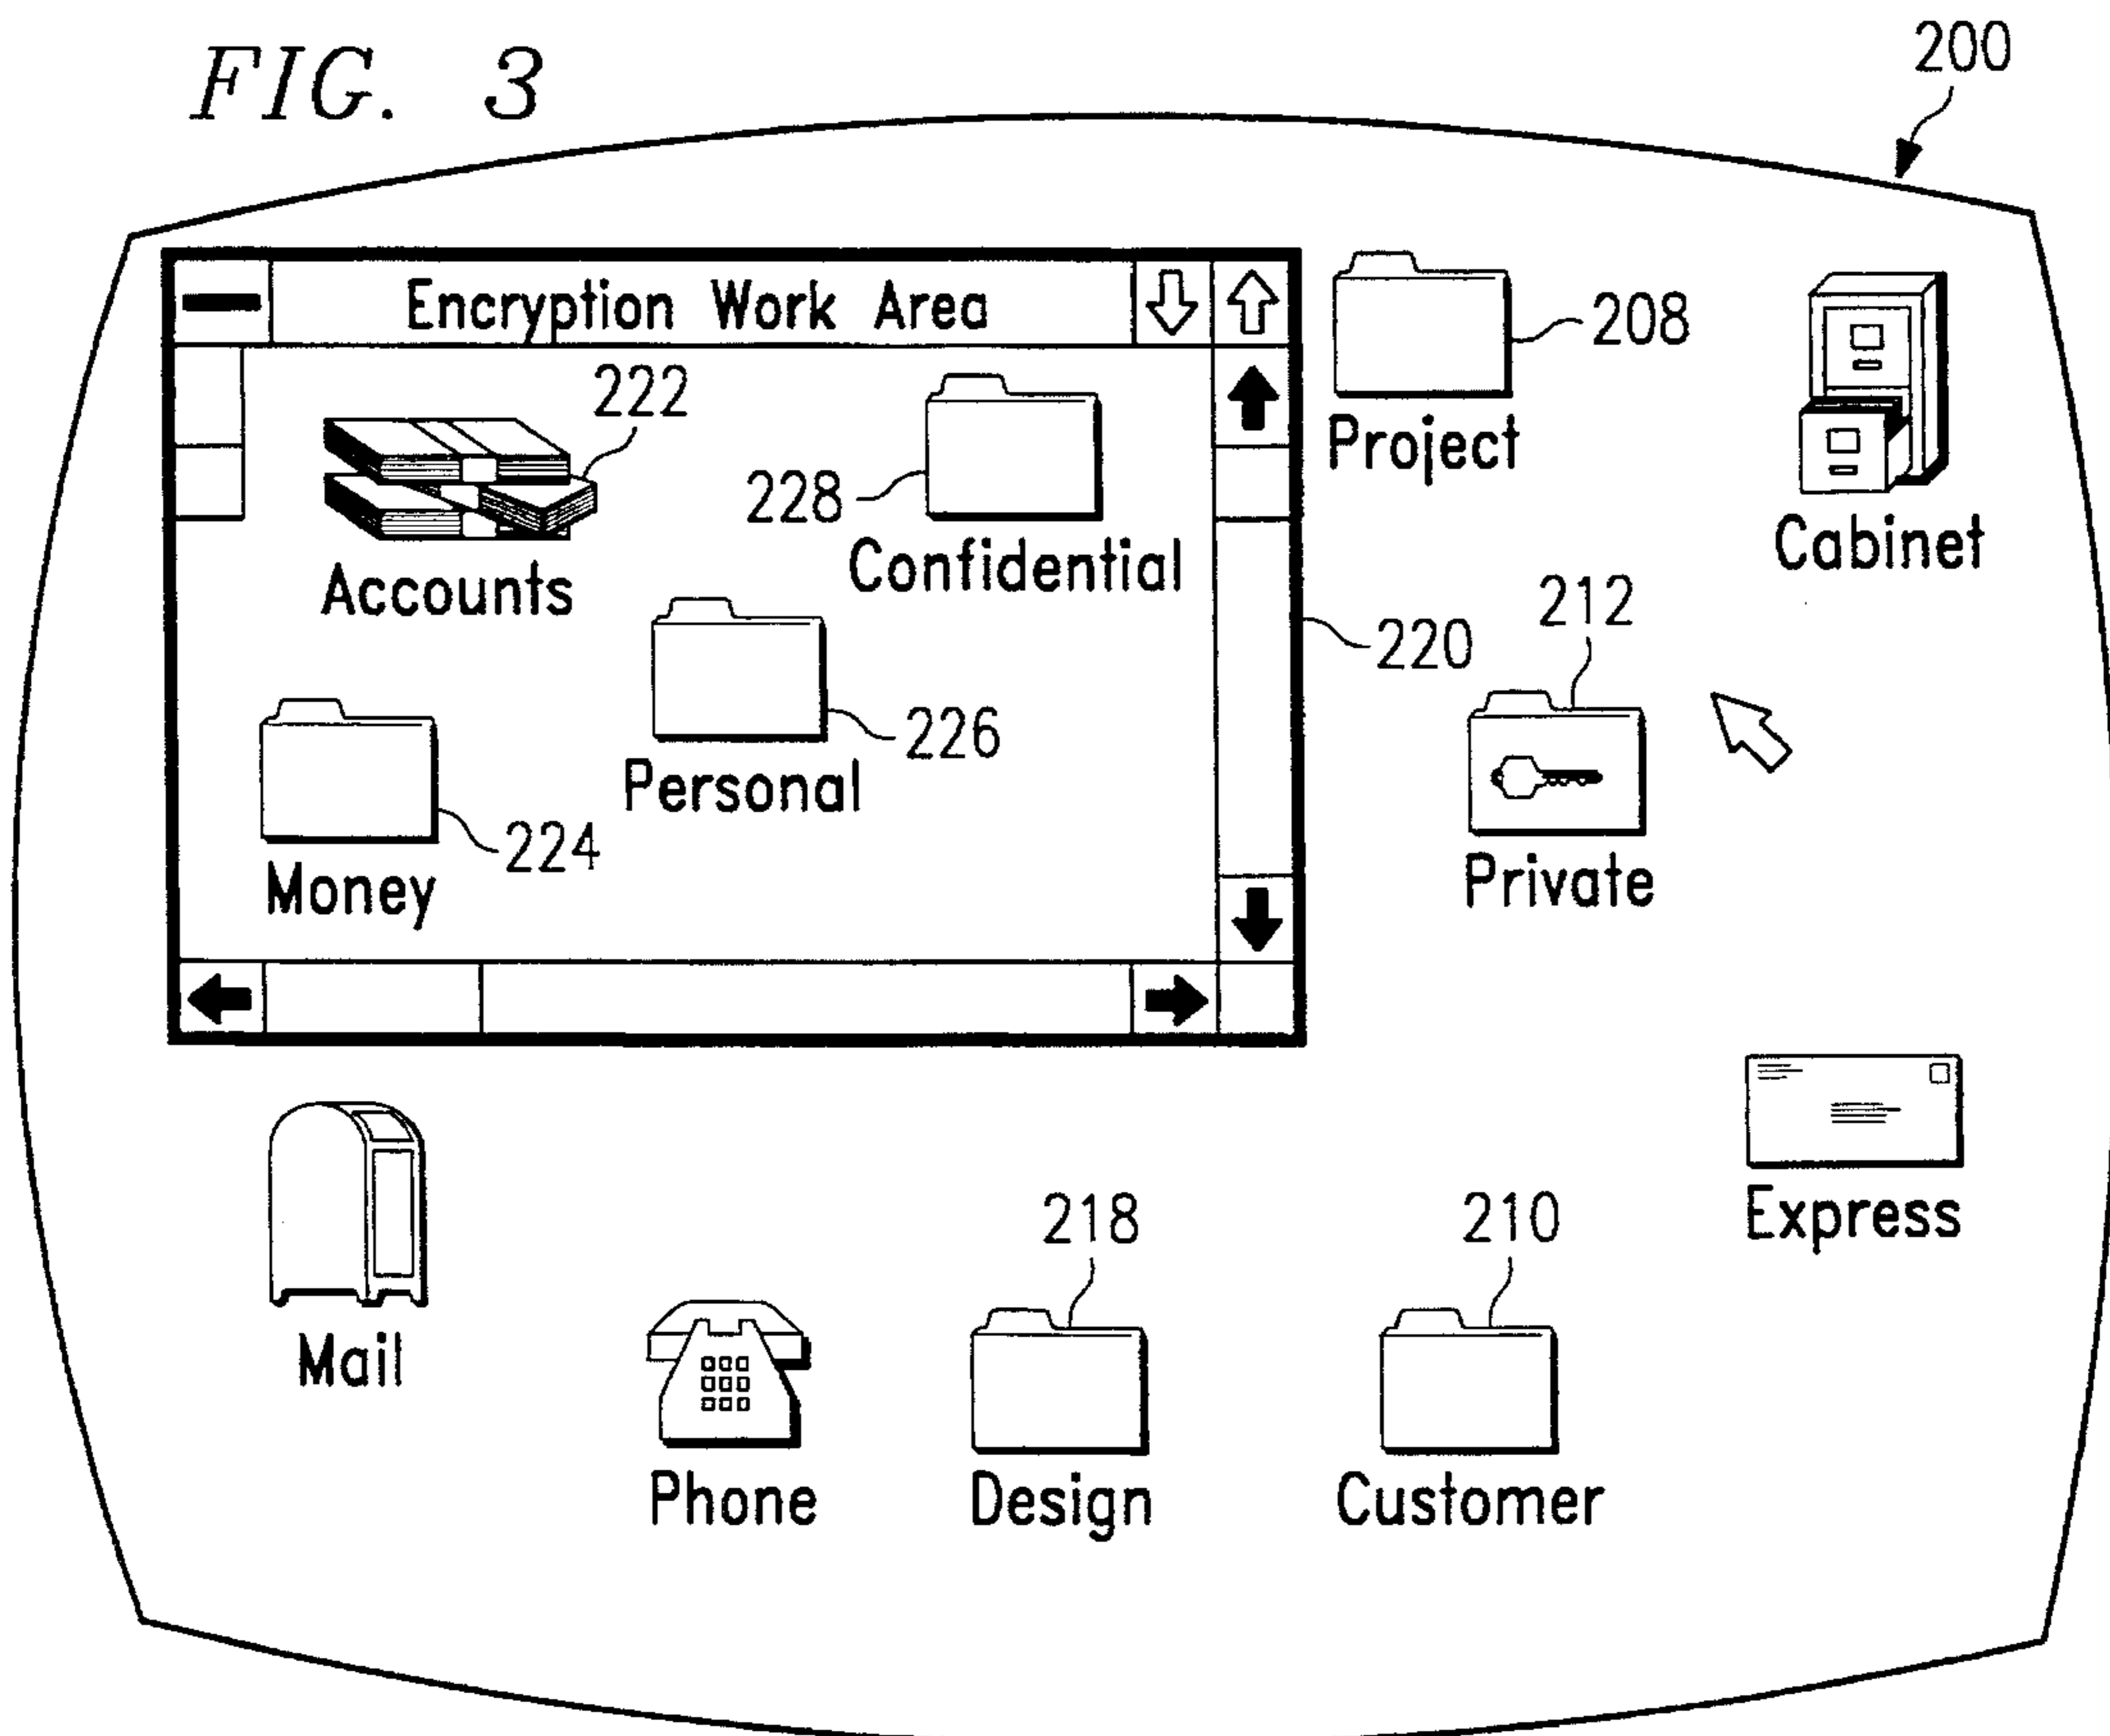 FIG. 3
200
Encryption Work Area
208
Project
Cabinet
222
228
Accounts
Confidential
212
220
226
Personal
224
Money
Private
Express
Mail
218
210
Phone
Design
Customer